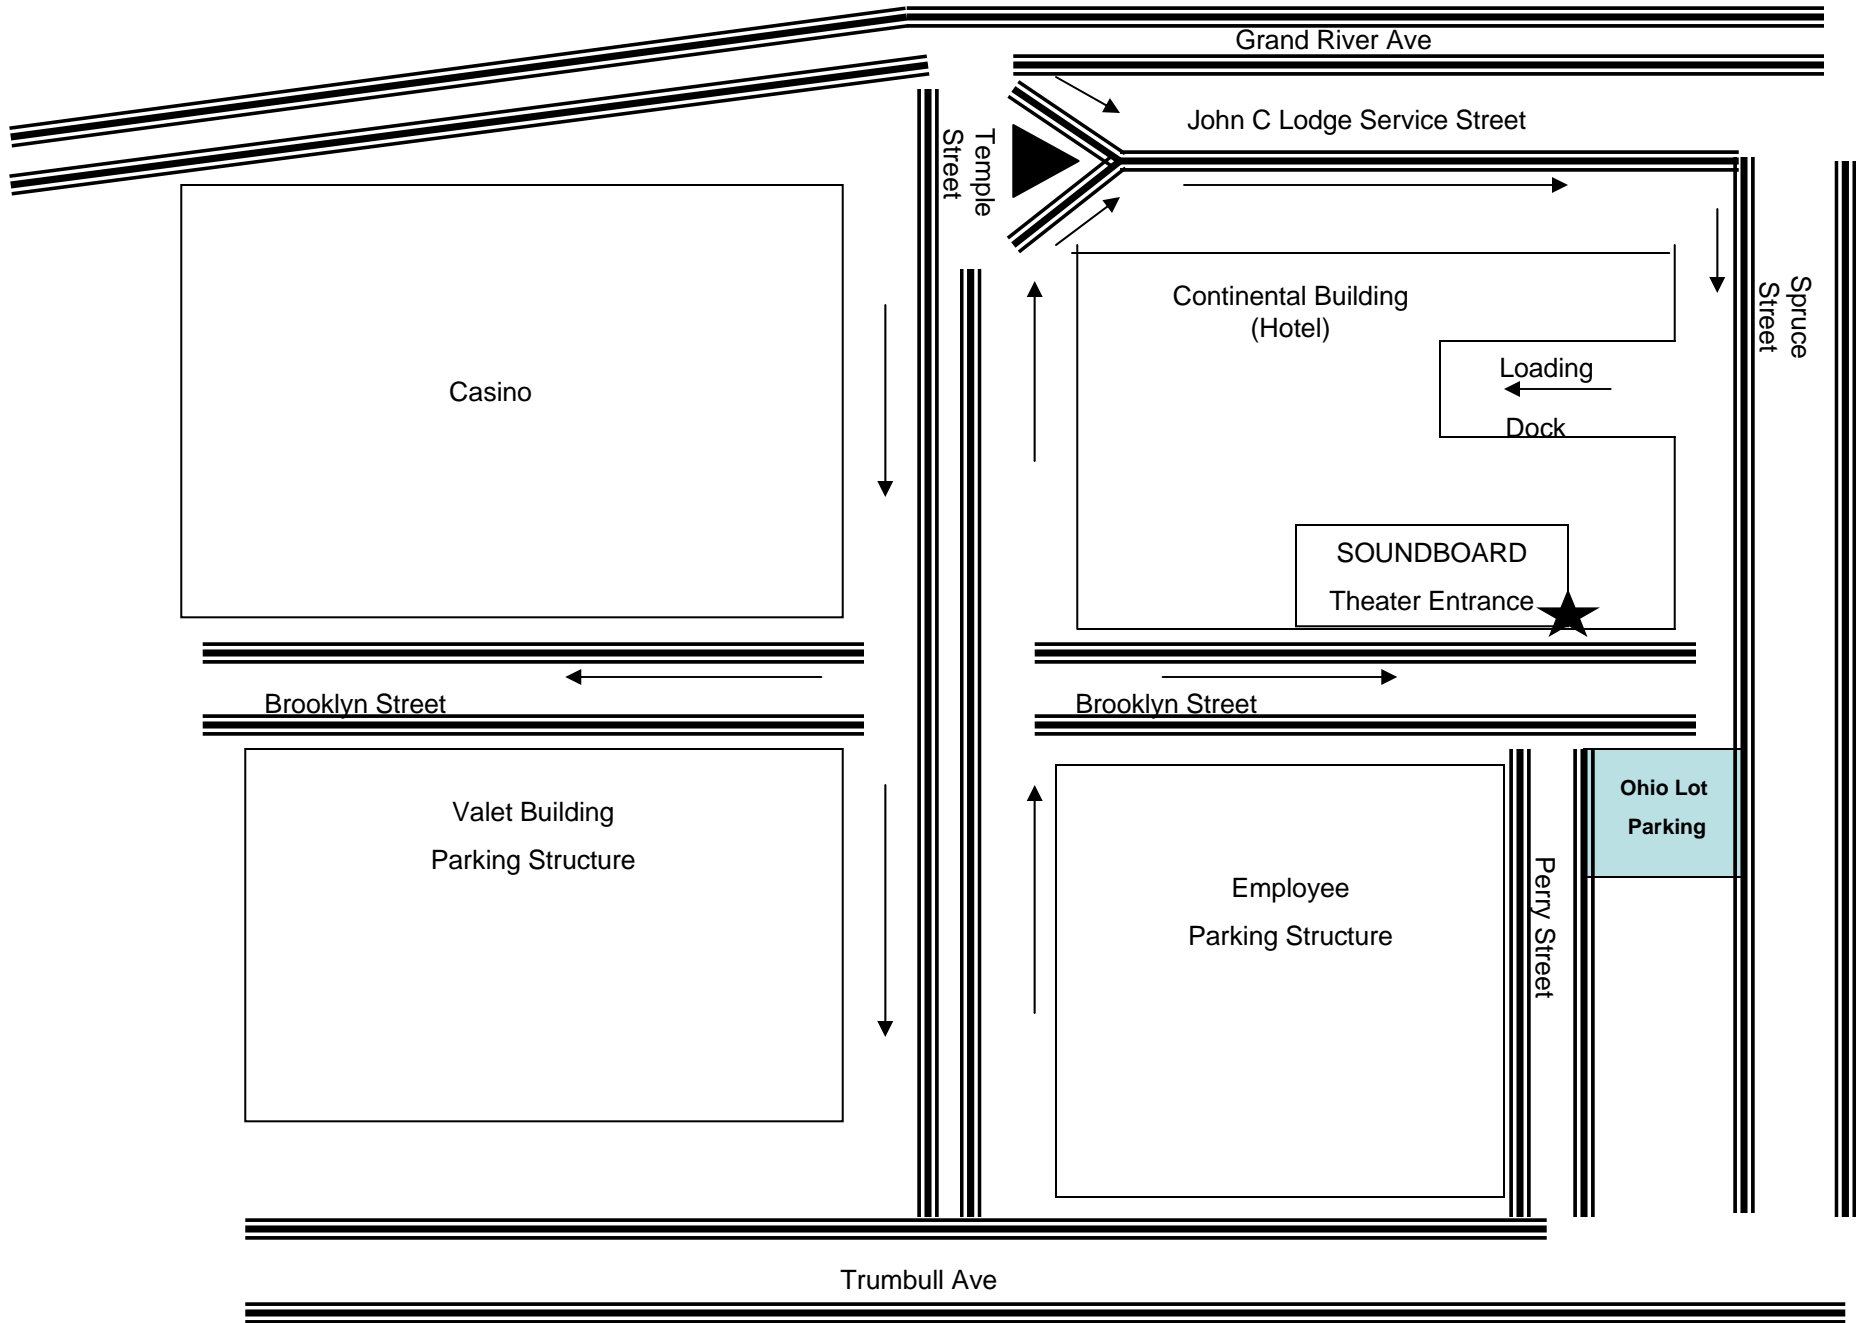 Grand River Ave
John C Lodge Service Street
Temple
Street
Continental Building
(Hotel)
Spruce
Street
Loading
Dock
Casino
SOUNDBOARD
Theater Entrance
Brooklyn Street
Brooklyn Street
Ohio Lot
Parking
Valet Building
Parking Structure
Employee
Parking Structure
Perry Street
Trumbull Ave